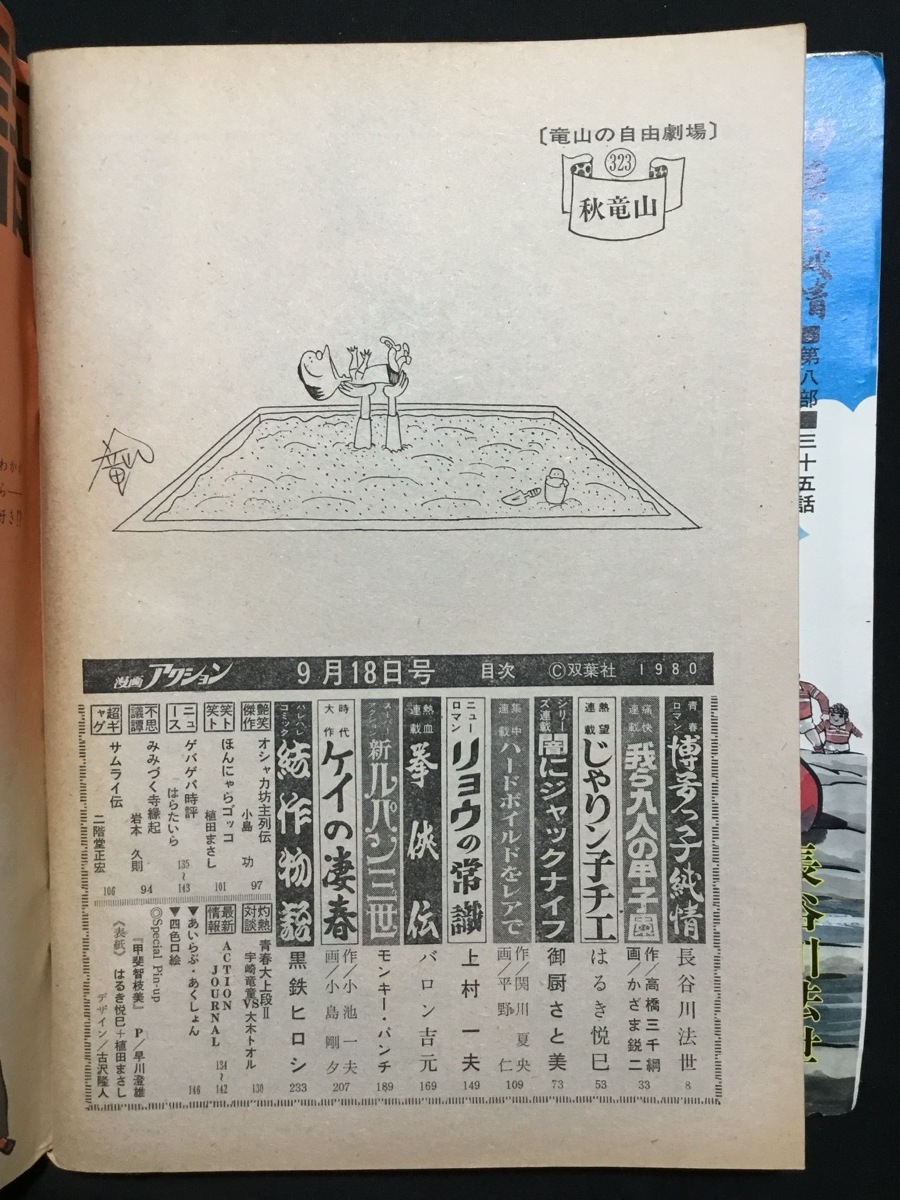 〔竜山の自由劇場〕
323
秋竜山
漫画アクション 9月18日号 目次 ©双葉社 1980
青春ロマン 博多っ子純情 長谷川法世 8
痛快連載 我ら九人の甲子園 作/高橋三千綱 画/かざま鋭二 33
熱望連載 じゃりン子チエ はるき悦巳 53
シリーズ連載 闇にジャックナイフ 御厨さと美 73
集中連載 ハードボイルドをレアで 作/関川夏央 画/平野仁 109
ニューロマン リョウの常識 上村一夫 149
熱血連載 拳侠伝 バロン吉元 169
新ルパン三世 モンキー・パンチ 189
時代大作 ケイの凄春 作/小池一夫 画/小島剛夕 207
ハレハレコミック 綺作物語 黒鉄ヒロシ 233
艶笑傑作 オシャカ坊主列伝 小島功 97
笑ト笑ト ほんにゃらゴッコ 植田まさし 101
ニュース ゲバゲバ時評 はらたいら 135~143
不思議譚 みみづく寺縁起 岩本久則 94
超ギャグ サムライ伝 二階堂正宏 106
灼熱対談 青春大上段Ⅱ 宇崎竜童VS大木トオル 130
最新情報 ACTION JOURNAL 134~142
▼あいらぶ・あくしょん 146
▼四色口絵
◎Special Pin-up
『甲斐智枝美』 P/早川澄雄
〈表紙〉はるき悦巳+植田まさし
デザイン/古沢隆人
第八部
三十五話
長谷川法世